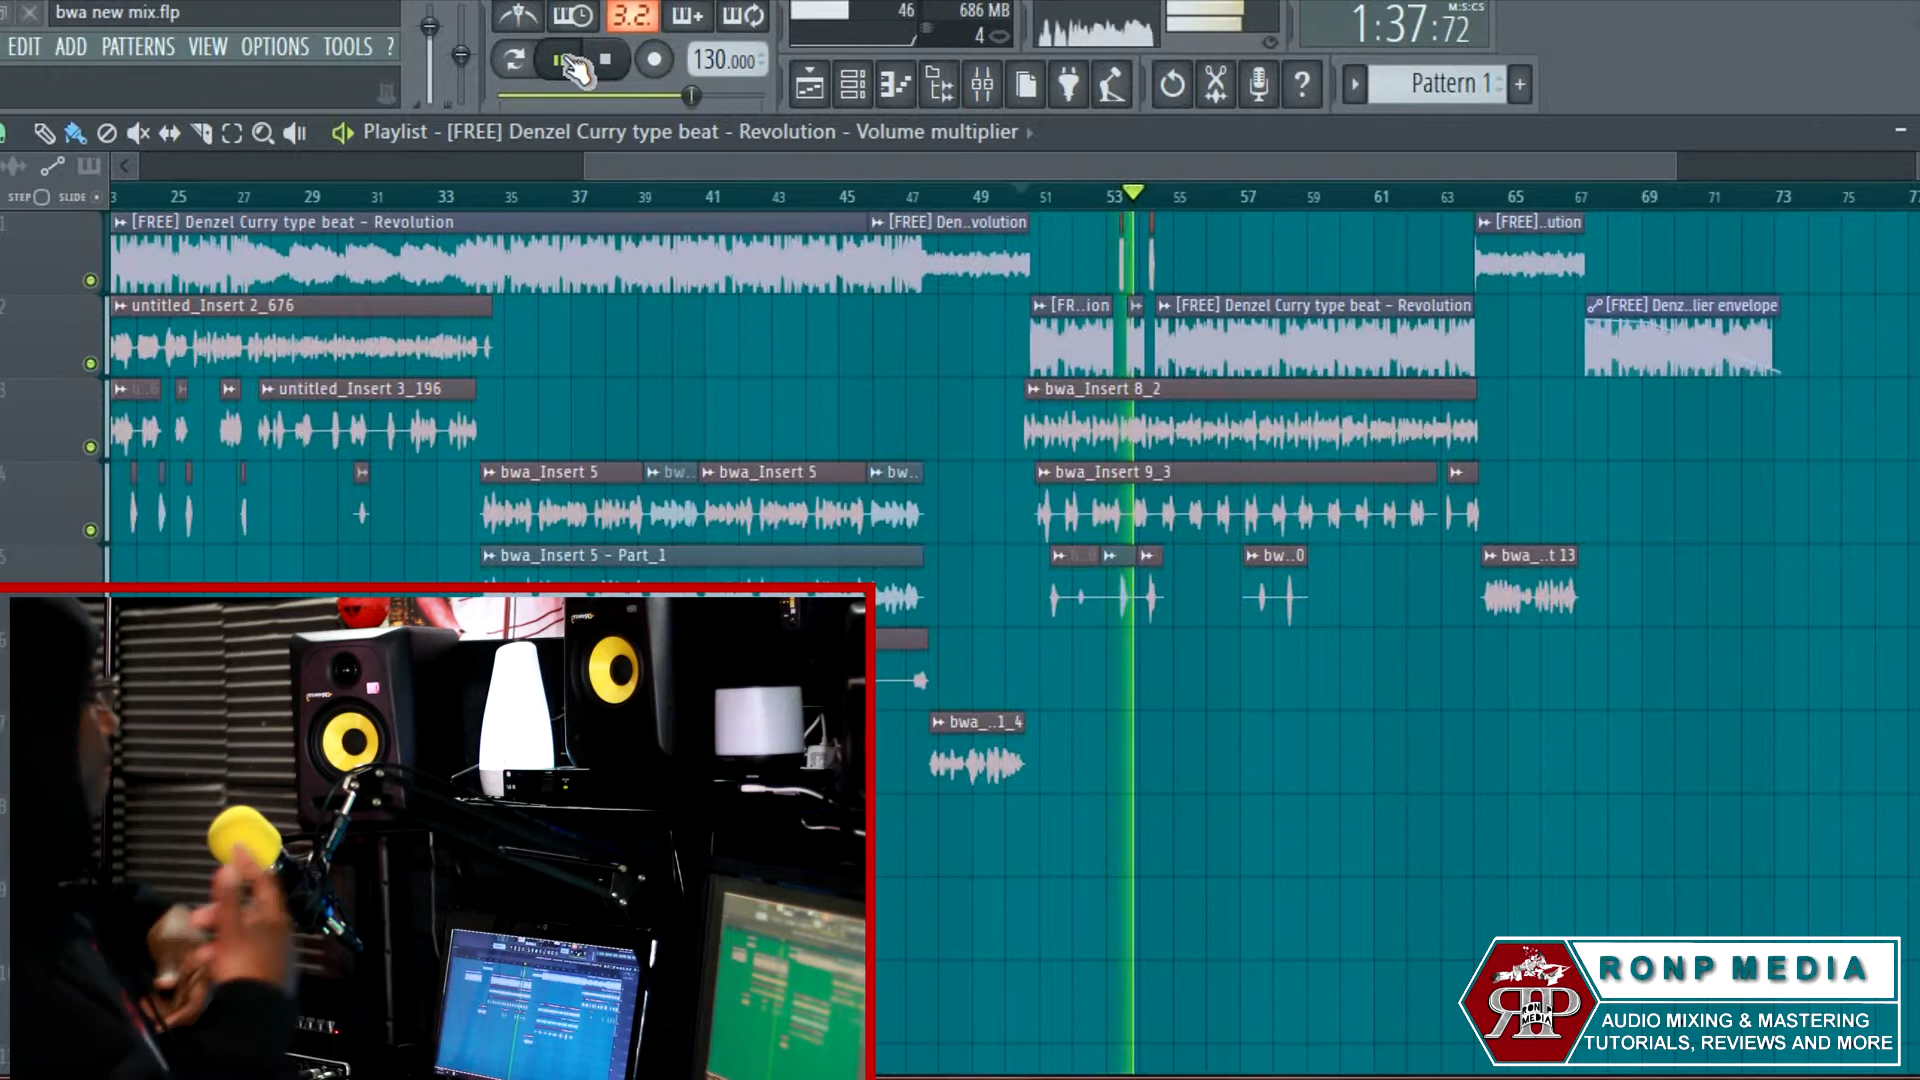 bwa new mix.flp
3.2.
46
686 MB
4
1:37:72
M:S:CS
EDIT ADD PATTERNS VIEW OPTIONS TOOLS ?
130.000
Pattern 1
Playlist - [FREE] Denzel Curry type beat - Revolution - Volume multiplier
STEP SLIDE
3 25 27 29 31 33 35 37 39 41 43 45 47 49 51 53 55 57 59 61 63 65 67 69 71 73 75 77
[FREE] Denzel Curry type beat - Revolution
[FREE] Den..volution
[FREE]..ution
untitled_Insert 2_676
[FR..ion
[FREE] Denzel Curry type beat - Revolution
[FREE] Denz..lier envelope
untitled_Insert 3_196
bwa_Insert 8_2
bwa_Insert 5
bw..
bwa_Insert 5
bw..
bwa_Insert 9_3
bwa_Insert 5 - Part_1
bw..0
bwa_..t 13
bwa_..1_4
RONP MEDIA
AUDIO MIXING & MASTERING
TUTORIALS, REVIEWS AND MORE